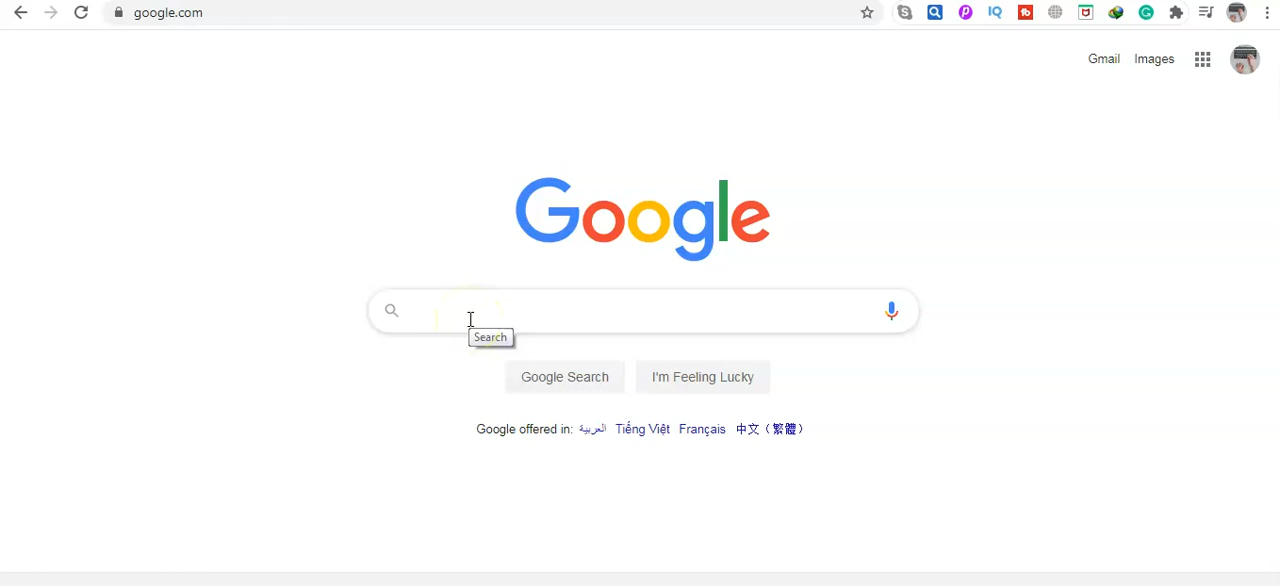 google.com
Gmail Images
Google
Search
Google Search I'm Feeling Lucky
Google offered in: العربية Tiếng Việt Français 中文（繁體）